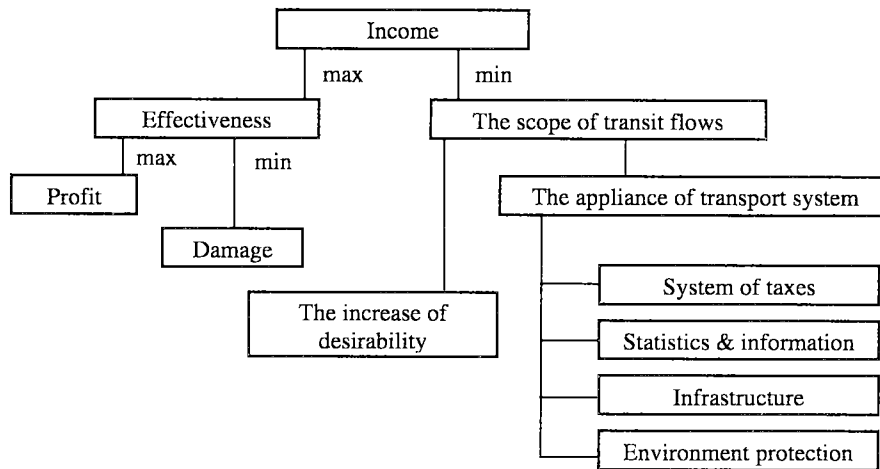 Income
max
min
Effectiveness
The scope of transit flows
max
min
Profit
The appliance of transport system
Damage
System of taxes
The increase of
desirability
Statistics & information
Infrastructure
Environment protection